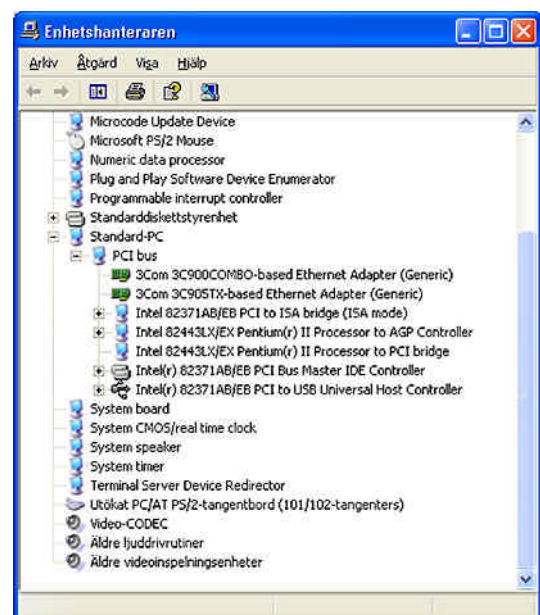 Enhetshanteraren
Arkiv Åtgärd Visa Hjälp
Microcode Update Device
Microsoft PS/2 Mouse
Numeric data processor
Plug and Play Software Device Enumerator
Programmable interrupt controller
Standarddiskettstyrenhet
Standard-PC
PCI bus
3Com 3C900COMBO-based Ethernet Adapter (Generic)
3Com 3C905TX-based Ethernet Adapter (Generic)
Intel 82371AB/EB PCI to ISA bridge (ISA mode)
Intel 82443LX/EX Pentium(r) II Processor to AGP Controller
Intel 82443LX/EX Pentium(r) II Processor to PCI bridge
Intel(r) 82371AB/EB PCI Bus Master IDE Controller
Intel(r) 82371AB/EB PCI to USB Universal Host Controller
System board
System CMOS/real time clock
System speaker
System timer
Terminal Server Device Redirector
Utökat PC/AT PS/2-tangentbord (101/102-tangenters)
Video-CODEC
Äldre ljuddrivrutiner
Äldre videoinspelningsenheter